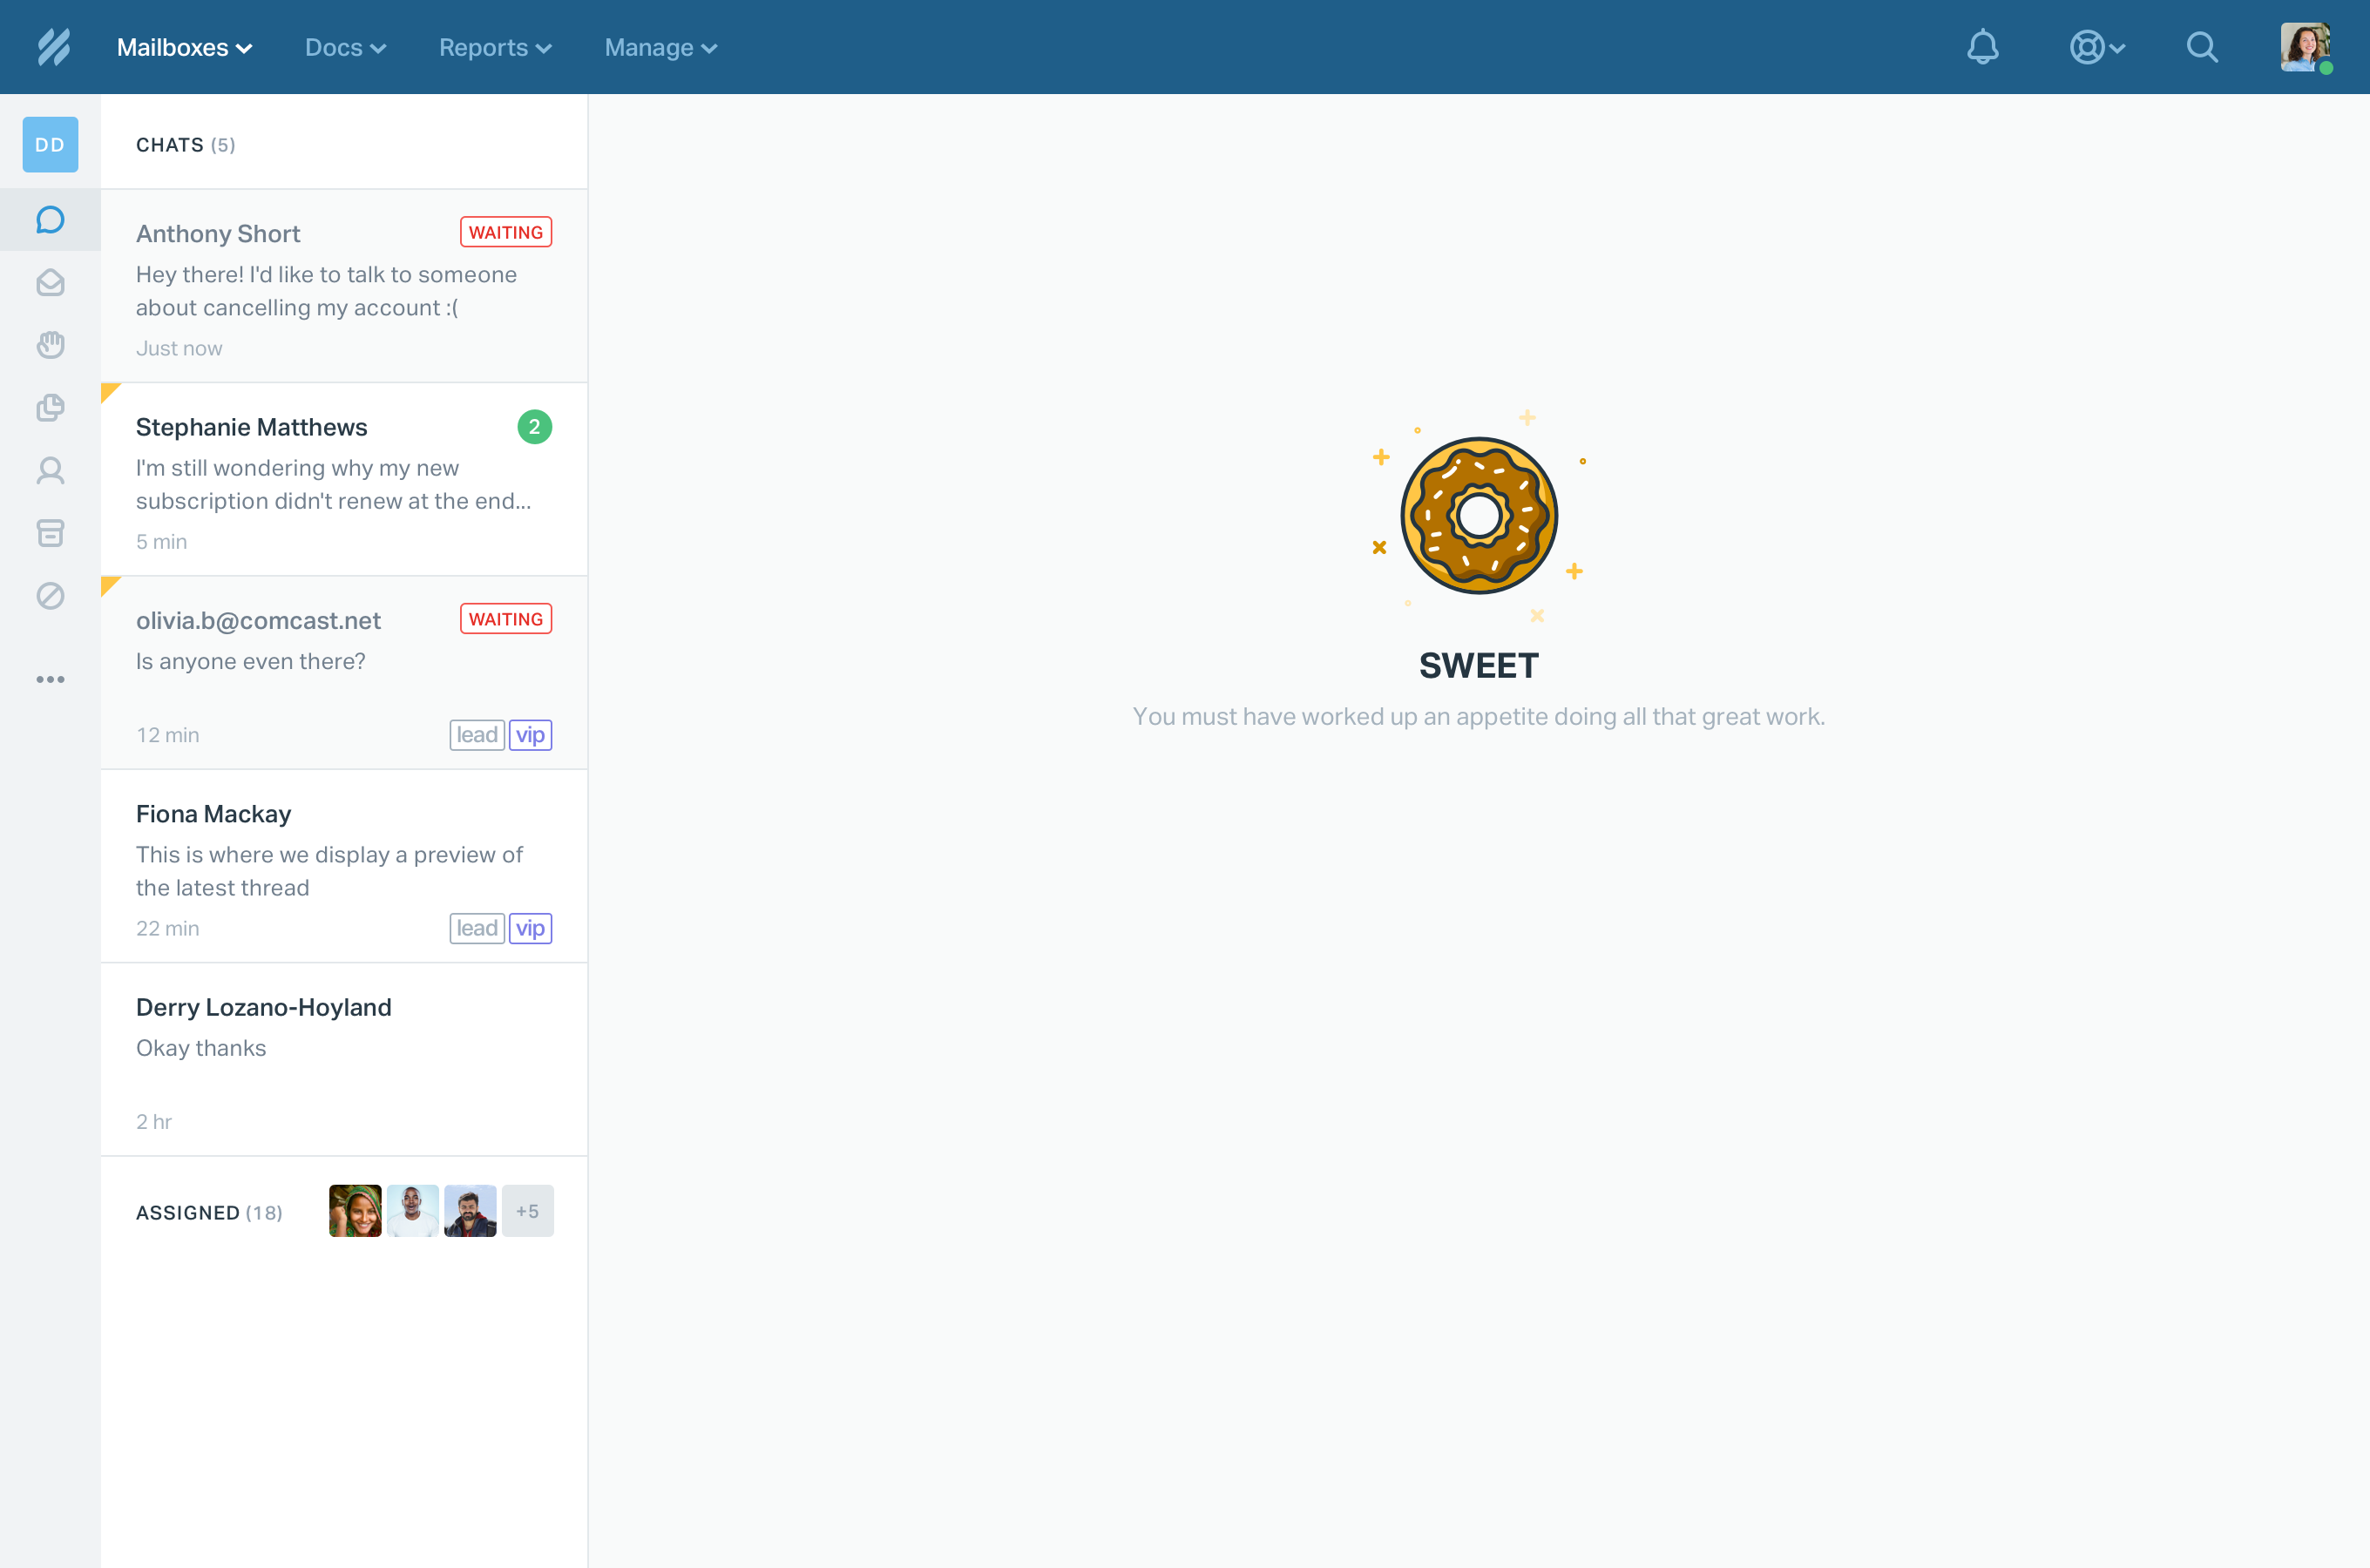 Mailboxes Docs Reports Manage
DD
CHATS (5)
Anthony Short WAITING
Hey there! I'd like to talk to someone
about cancelling my account :(
Just now
Stephanie Matthews 2
I'm still wondering why my new
subscription didn't renew at the end...
5 min
olivia.b@comcast.net WAITING
Is anyone even there?
12 min lead vip
Fiona Mackay
This is where we display a preview of
the latest thread
22 min lead vip
Derry Lozano-Hoyland
Okay thanks
2 hr
ASSIGNED (18) +5
SWEET
You must have worked up an appetite doing all that great work.